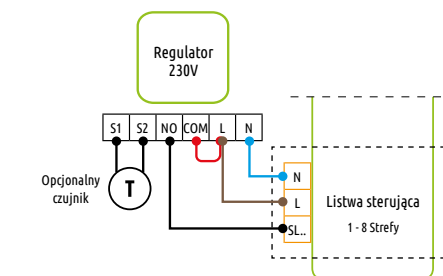 Regulator
230V
S1 S2 NO COM L N
Opcjonalny
czujnik
T
N
L
SL..
Listwa sterująca
1 - 8 Strefy